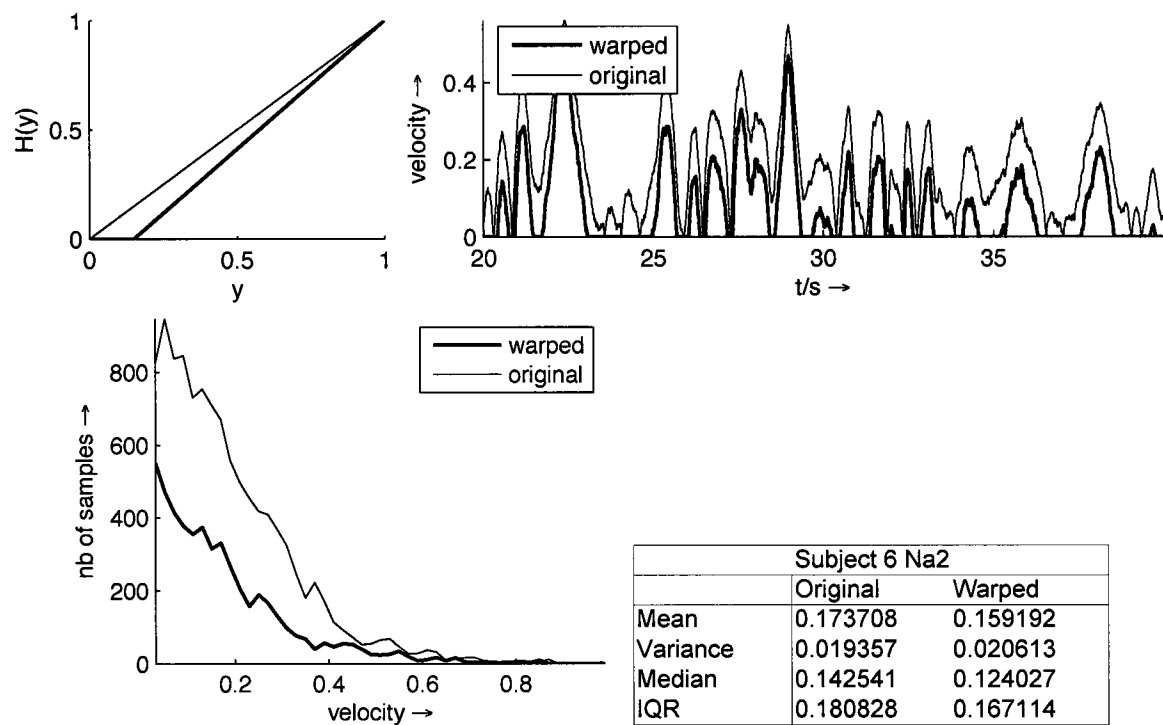 1
0.5
0
H(y)
0
0.5
1
y
warped
original
0.4
0.2
0
velocity →
20
25
30
35
t/s →
warped
original
800
600
400
200
0
nb of samples →
0.2
0.4
0.6
0.8
velocity →
Subject 6 Na2
Original Warped
Mean 0.173708 0.159192
Variance 0.019357 0.020613
Median 0.142541 0.124027
IQR 0.180828 0.167114